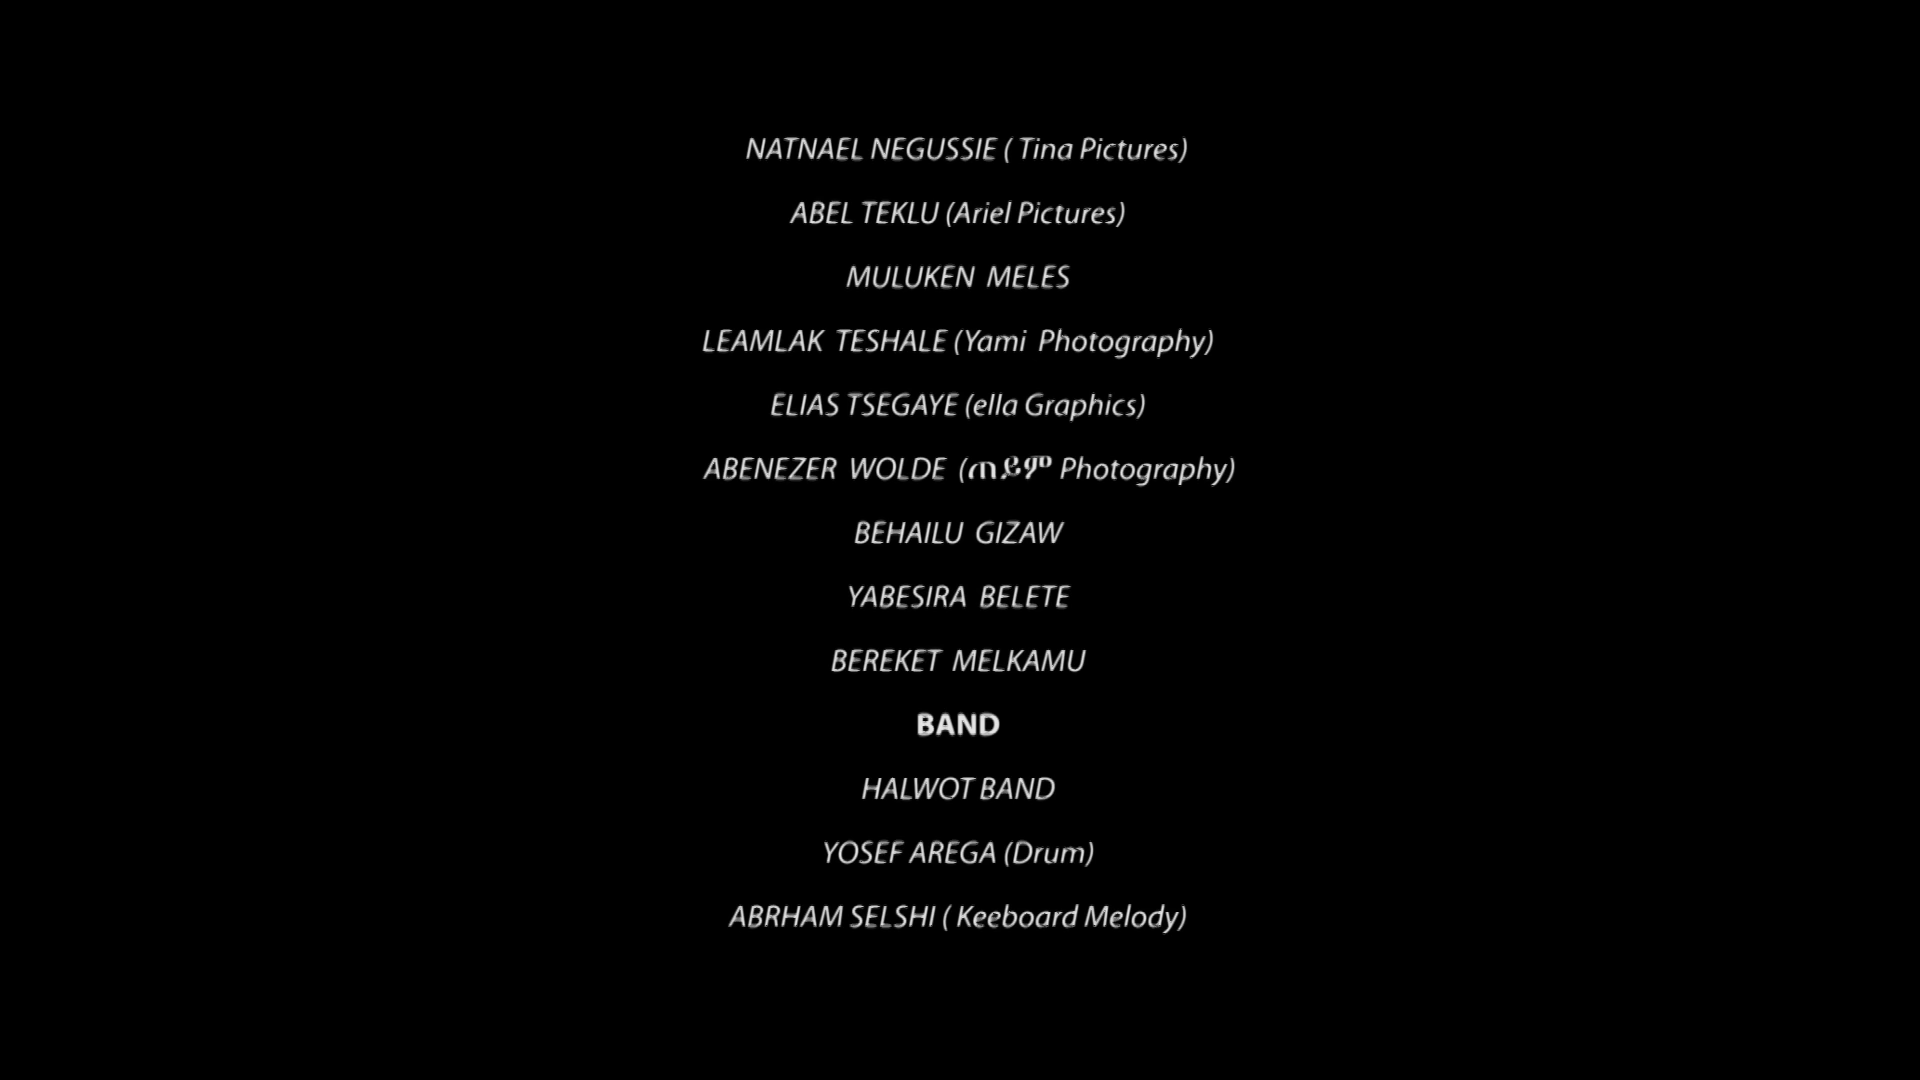 NATNAEL NEGUSSIE ( Tina Pictures)
ABEL TEKLU (Ariel Pictures)
MULUKEN MELES
LEAMLAK TESHALE (Yami Photography)
ELIAS TSEGAYE (ella Graphics)
ABENEZER WOLDE (ጠይም Photography)
BEHAILU GIZAW
YABESIRA BELETE
BEREKET MELKAMU
BAND
HALWOT BAND
YOSEF AREGA (Drum)
ABRHAM SELSHI ( Keeboard Melody)